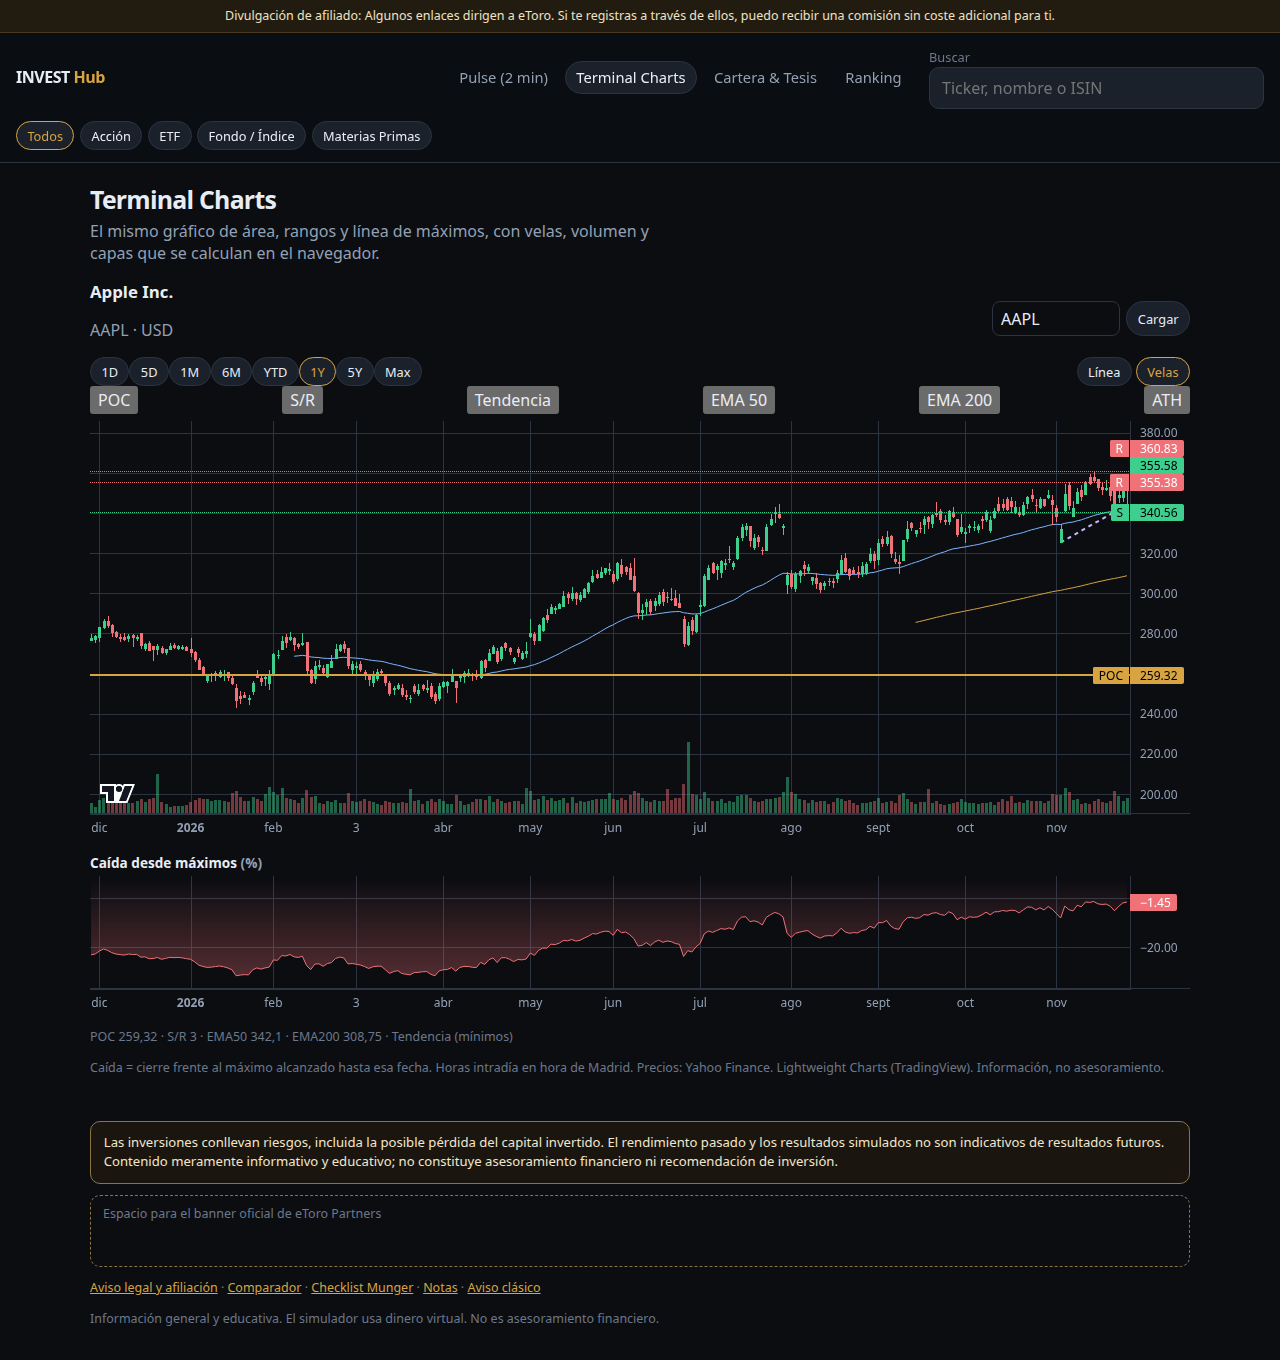 Divulgación de afiliado: Algunos enlaces dirigen a eToro. Si te registras a través de ellos, puedo recibir una comisión sin coste adicional para ti.
INVEST Hub
Pulse (2 min)
Terminal Charts
Cartera & Tesis
Ranking
Buscar
Ticker, nombre o ISIN
Todos
Acción
ETF
Fondo / Índice
Materias Primas
Terminal Charts
El mismo gráfico de área, rangos y línea de máximos, con velas, volumen y
capas que se calculan en el navegador.
Apple Inc.
AAPL · USD
AAPL
Cargar
1D
5D
1M
6M
YTD
1Y
5Y
Max
Línea
Velas
POC
S/R
Tendencia
EMA 50
EMA 200
ATH
380.00
R 360.83
355.58
R 355.38
S 340.56
320.00
300.00
280.00
POC 259.32
240.00
220.00
200.00
dic 2026 feb 3 abr may jun jul ago sept oct nov
Caída desde máximos (%)
−1.45
−20.00
dic 2026 feb 3 abr may jun jul ago sept oct nov
POC 259,32 · S/R 3 · EMA50 342,1 · EMA200 308,75 · Tendencia (mínimos)
Caída = cierre frente al máximo alcanzado hasta esa fecha. Horas intradía en hora de Madrid. Precios: Yahoo Finance. Lightweight Charts (TradingView). Información, no asesoramiento.
Las inversiones conllevan riesgos, incluida la posible pérdida del capital invertido. El rendimiento pasado y los resultados simulados no son indicativos de resultados futuros.
Contenido meramente informativo y educativo; no constituye asesoramiento financiero ni recomendación de inversión.
Espacio para el banner oficial de eToro Partners
Aviso legal y afiliación · Comparador · Checklist Munger · Notas · Aviso clásico
Información general y educativa. El simulador usa dinero virtual. No es asesoramiento financiero.